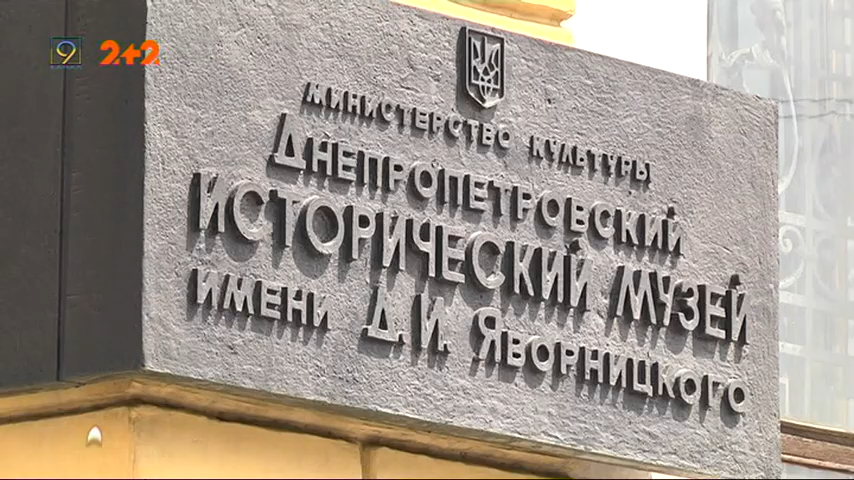 9 2+2
МИНИСТЕРСТВО КУЛЬТУРЫ
ДНЕПРОПЕТРОВСКИЙ
ИСТОРИЧЕСКИЙ МУЗЕЙ
ИМЕНИ Д.И. ЯВОРНИЦКОГО